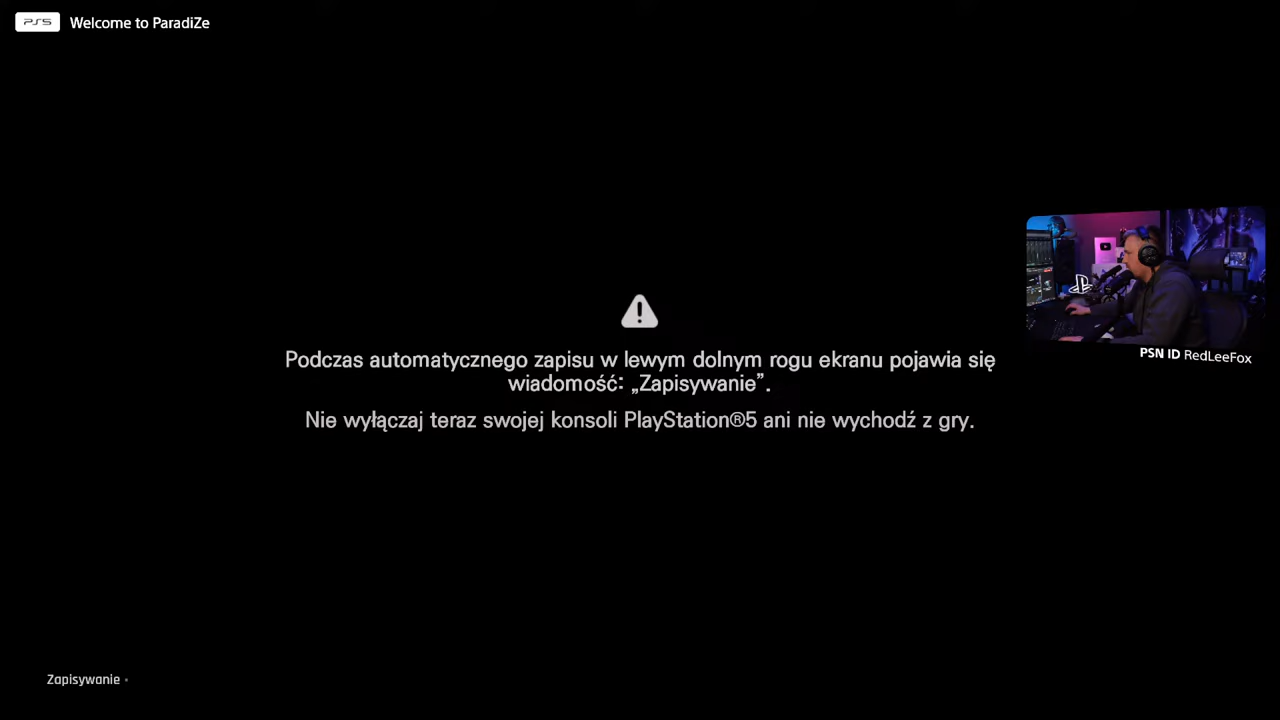 PS5 Welcome to ParadiZe
Podczas automatycznego zapisu w lewym dolnym rogu ekranu pojawia się
wiadomość: „Zapisywanie”.
Nie wyłączaj teraz swojej konsoli PlayStation®5 ani nie wychodź z gry.
PSN ID RedLeeFox
Zapisywanie